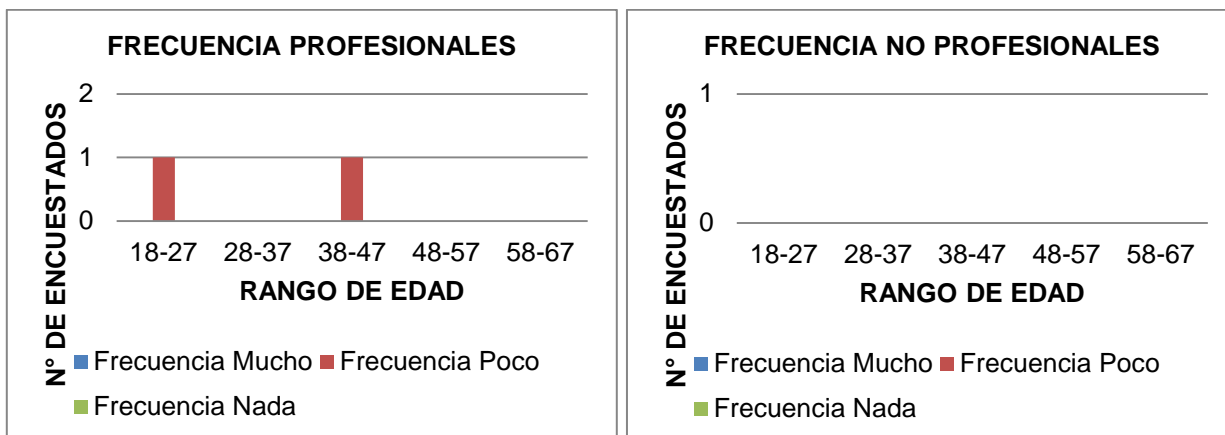 FRECUENCIA PROFESIONALES
N° DE ENCUESTADOS
2
1
0
18-27 28-37 38-47 48-57 58-67
RANGO DE EDAD
Frecuencia Mucho Frecuencia Poco
Frecuencia Nada
FRECUENCIA NO PROFESIONALES
N° DE ENCUESTADOS
1
0
18-27 28-37 38-47 48-57 58-67
RANGO DE EDAD
Frecuencia Mucho Frecuencia Poco
Frecuencia Nada